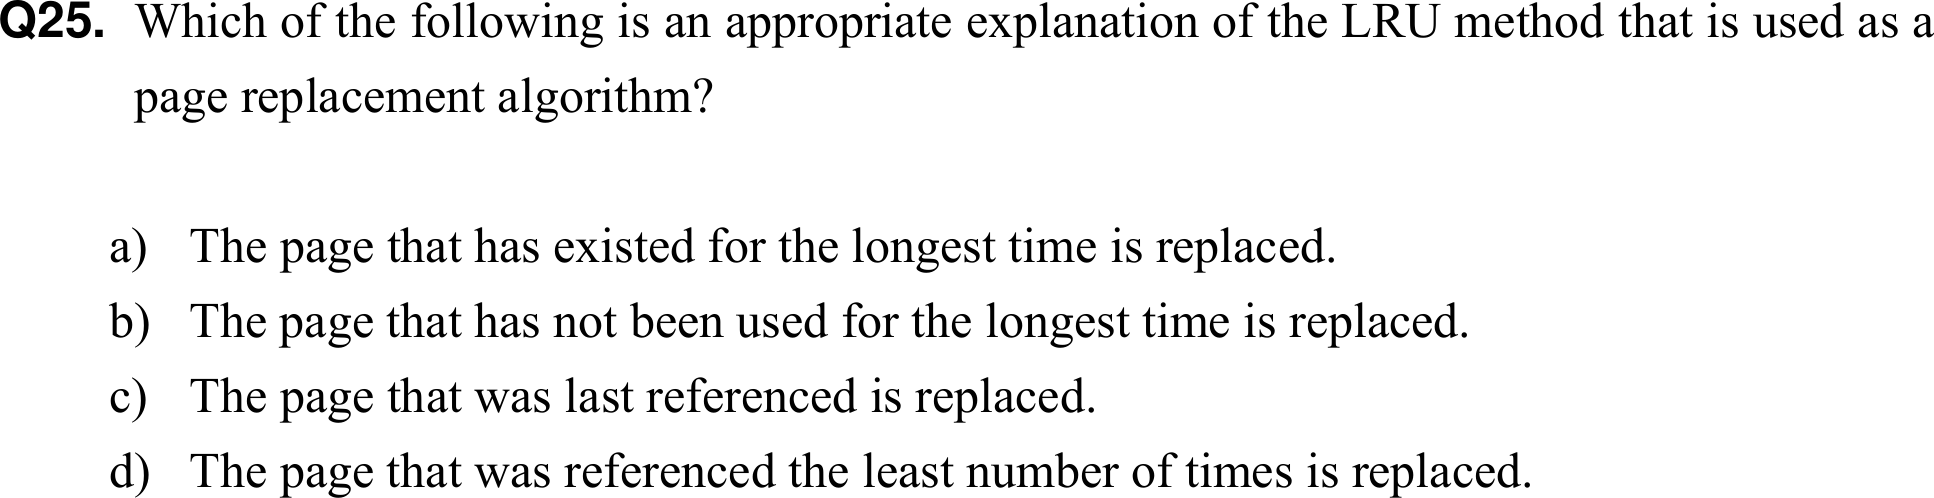 Q25. Which of the following is an appropriate explanation of the LRU method that is used as a
page replacement algorithm?
a) The page that has existed for the longest time is replaced.
b) The page that has not been used for the longest time is replaced.
c) The page that was last referenced is replaced.
d) The page that was referenced the least number of times is replaced.